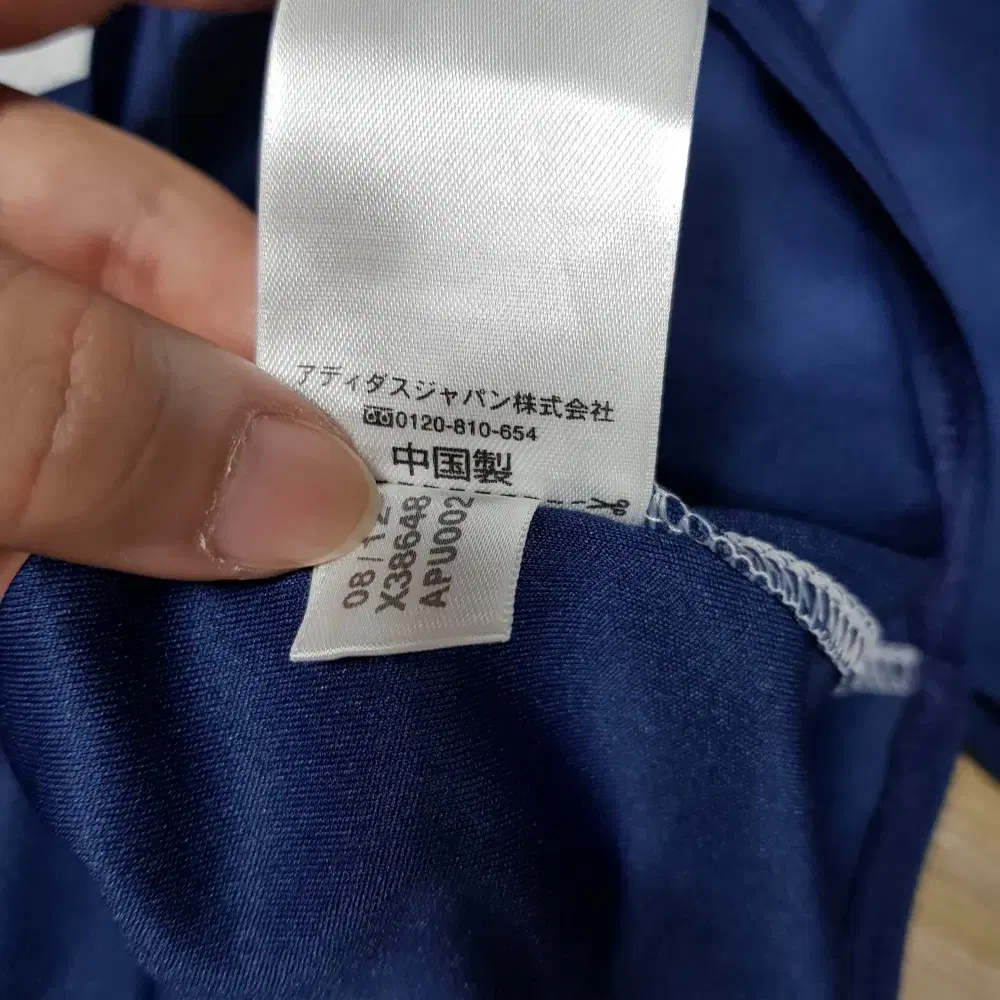 アディダスジャパン株式会社
0120-810-654
中国製
08/12
X38648
APU002